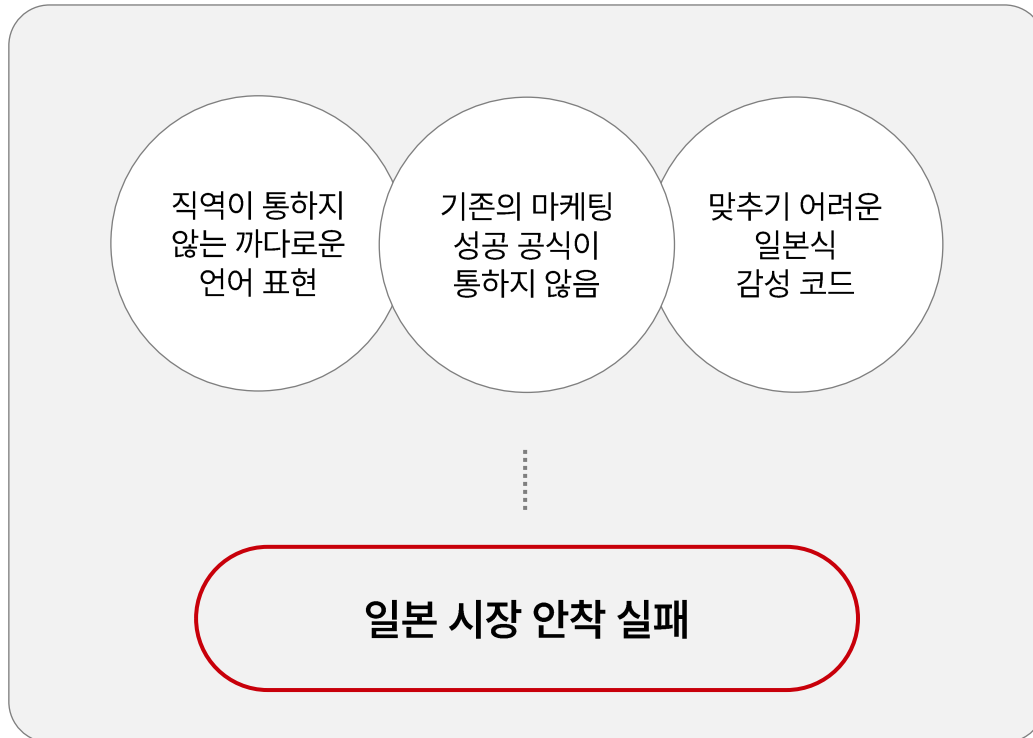 직역이 통하지
않는 까다로운
언어 표현
기존의 마케팅
성공 공식이
통하지 않음
맞추기 어려운
일본식
감성 코드
일본 시장 안착 실패